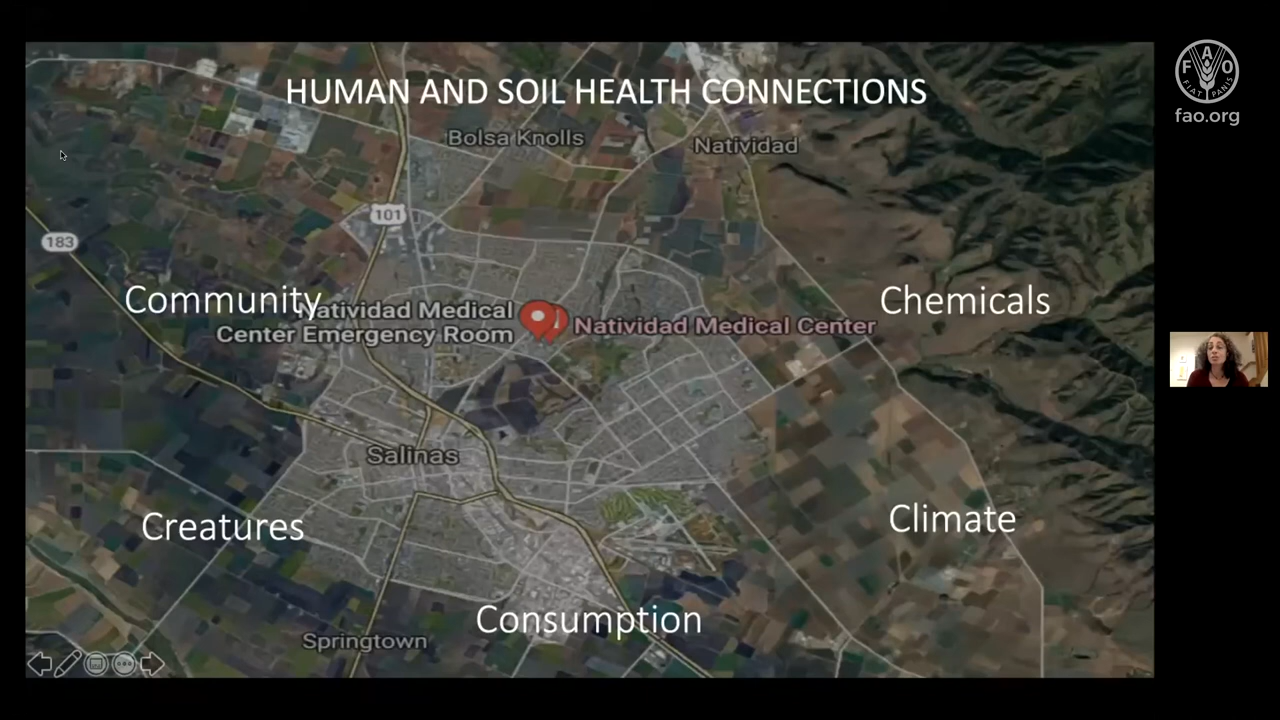 HUMAN AND SOIL HEALTH CONNECTIONS
F A O
FIAT PANIS
fao.org
Bolsa Knolls
Natividad
101
183
Community
Natividad Medical
Center Emergency Room
Natividad Medical Center
Chemicals
Salinas
Creatures
Climate
Consumption
Springtown